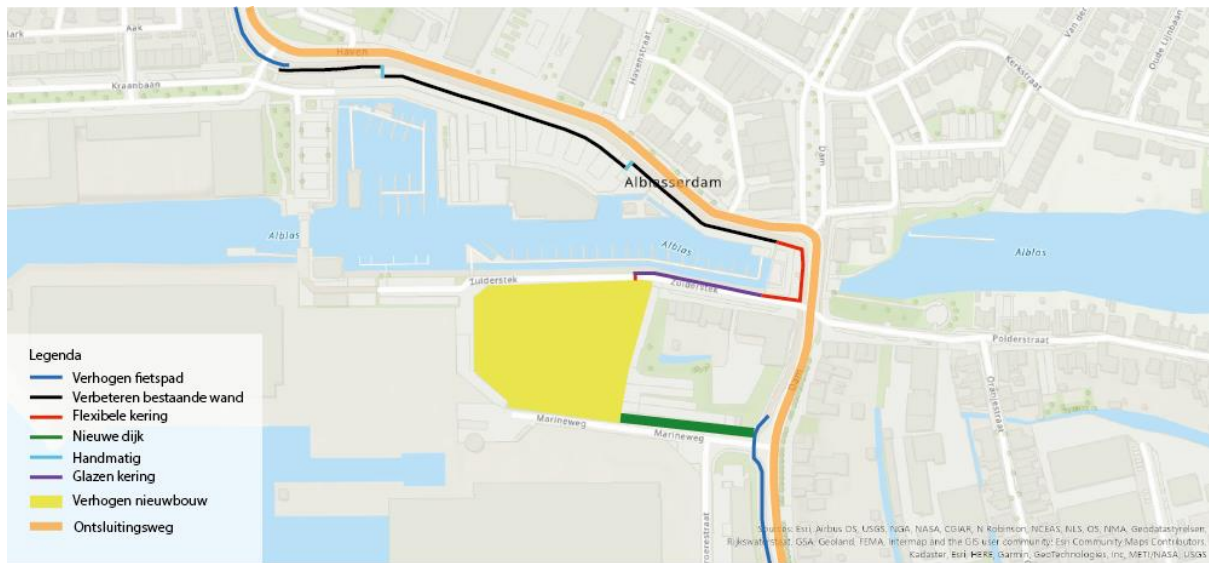 Aak
Haven
Havenstraat
Van der
Oude Lijnbaan
Kerkstraat
Kraanbaan
Dam
Alblasserdam
Alblas
Alblas
Alblas
Zuiderstek
Zuiderstek
Polderstraat
Oranjestraat
Dam
Marineweg
Marineweg
Legenda
Verhogen fietspad
Verbeteren bestaande wand
Flexibele kering
Nieuwe dijk
Handmatig
Glazen kering
Verhogen nieuwbouw
Ontsluitingsweg
Sources: Esri, Airbus DS, USGS, NGA, NASA, CGIAR, N Robinson, NCEAS, NLS, OS, NMA, Geodatastyrelsen,
Rijkswaterstaat, GSA, Geoland, FEMA, Intermap and the GIS user community; Esri Community Maps Contributors,
Kadaster, Esri, HERE, Garmin, GeoTechnologies, Inc, METI/NASA, USGS